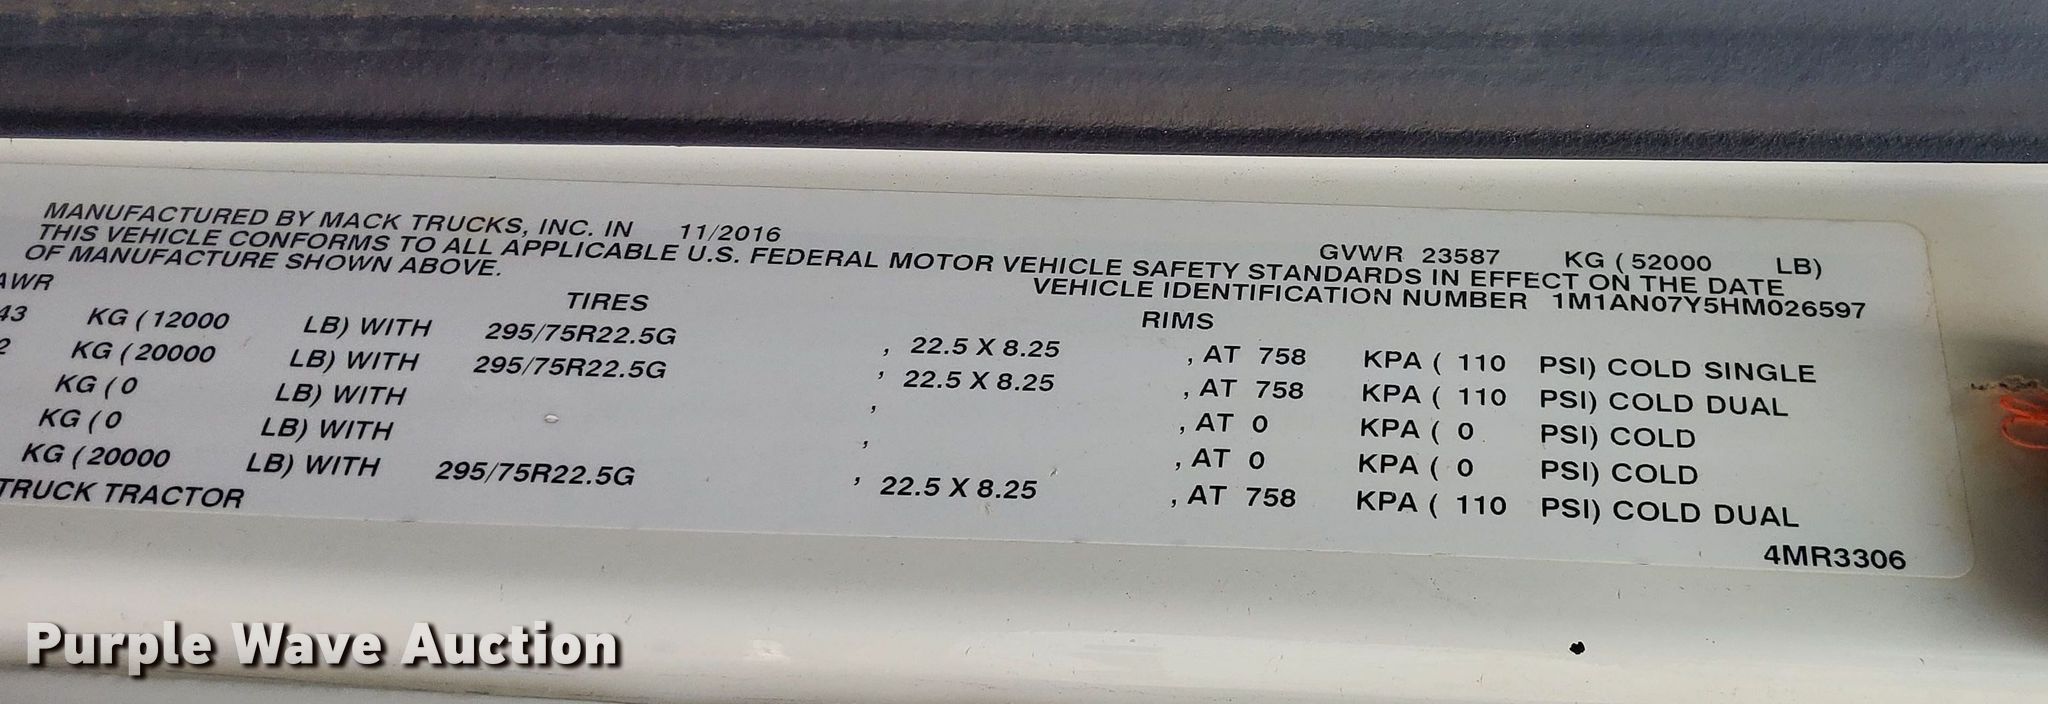 MANUFACTURED BY MACK TRUCKS, INC. IN 11/2016 GVWR 23587 KG (52000 LB)
THIS VEHICLE CONFORMS TO ALL APPLICABLE U.S. FEDERAL MOTOR VEHICLE SAFETY STANDARDS IN EFFECT ON THE DATE
OF MANUFACTURE SHOWN ABOVE. VEHICLE IDENTIFICATION NUMBER 1M1AN07Y5HM026597
AWR TIRES RIMS
43 KG (12000 LB) WITH 295/75R22.5G , 22.5 X 8.25 , AT 758 KPA ( 110 PSI) COLD SINGLE
2 KG (20000 LB) WITH 295/75R22.5G , 22.5 X 8.25 , AT 758 KPA ( 110 PSI) COLD DUAL
KG (0 LB) WITH , , AT 0 KPA ( 0 PSI) COLD
KG (0 LB) WITH , , AT 0 KPA ( 0 PSI) COLD
KG (20000 LB) WITH 295/75R22.5G , 22.5 X 8.25 , AT 758 KPA ( 110 PSI) COLD DUAL
TRUCK TRACTOR
4MR3306
Purple Wave Auction